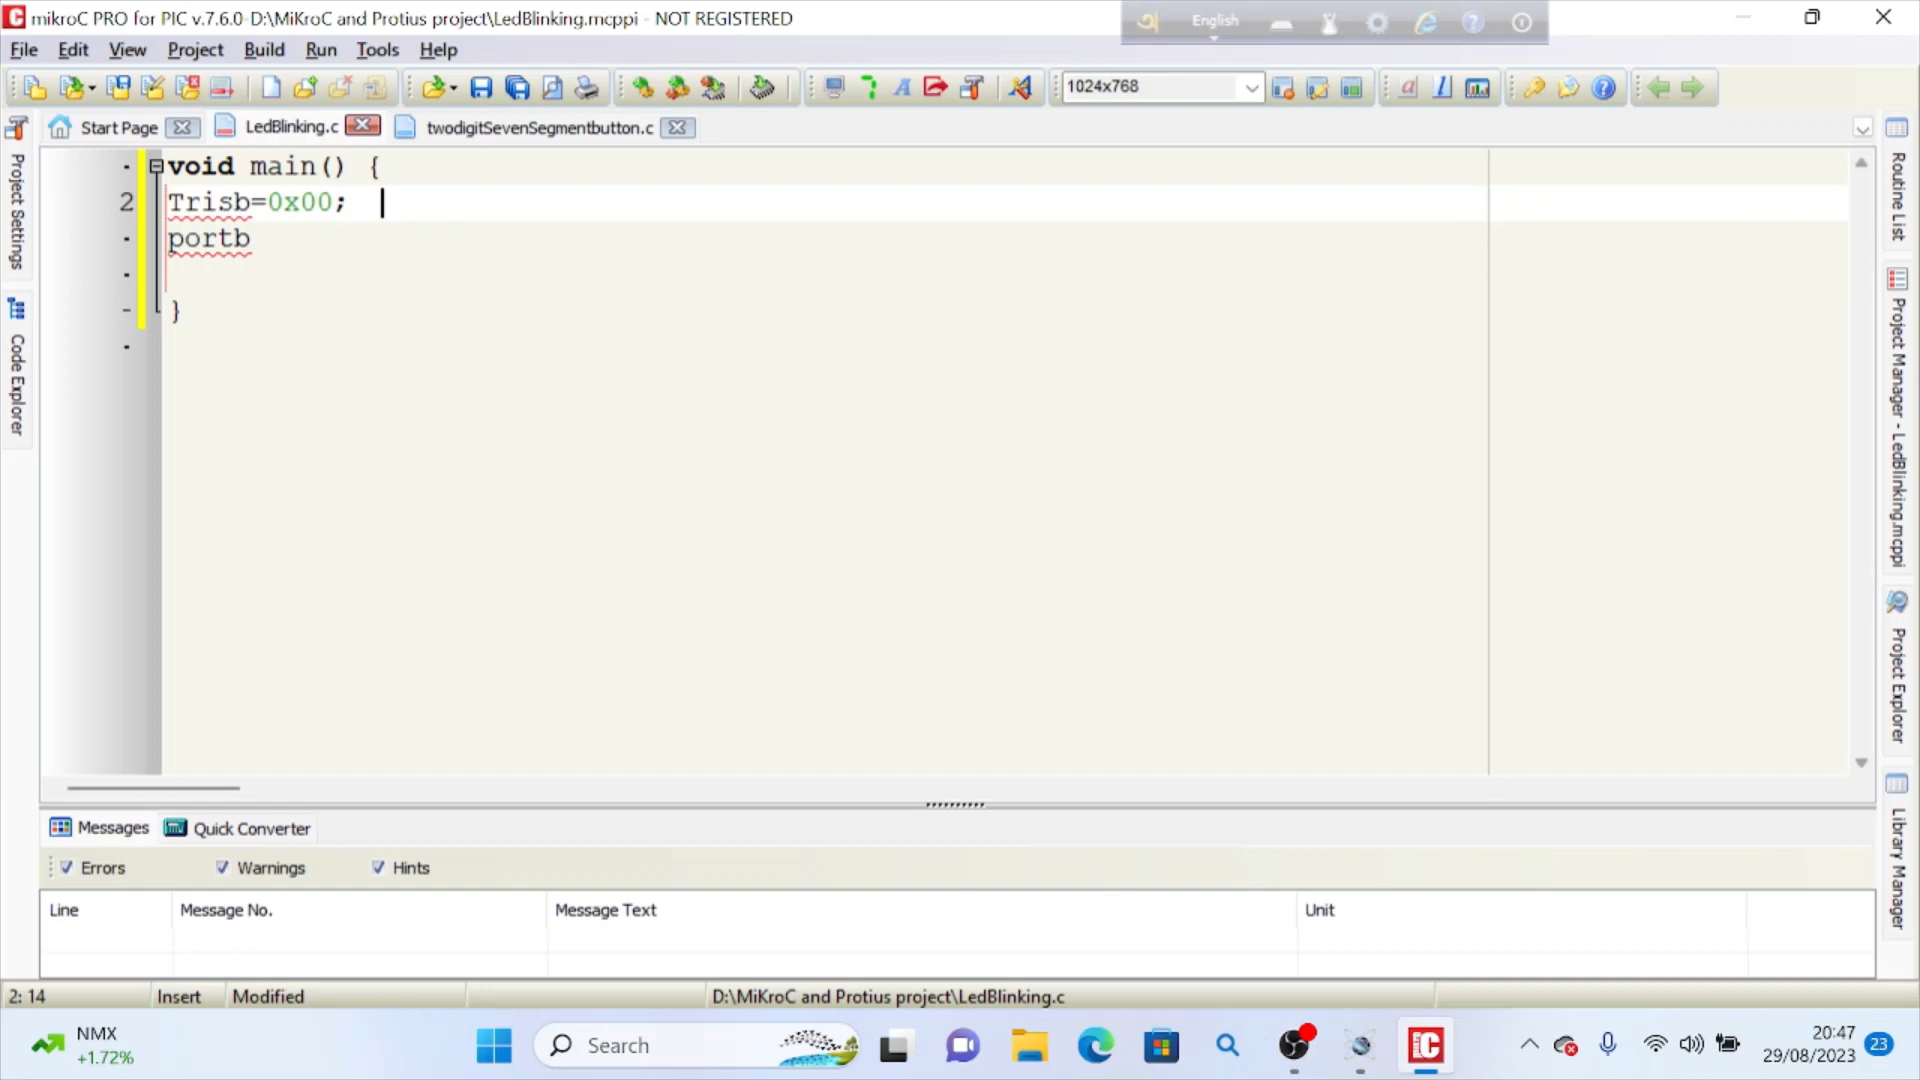 mikroC PRO for PIC v.7.6.0-D:\MiKroC and Protius project\LedBlinking.mcppi - NOT REGISTERED
অ English
File Edit View Project Build Run Tools Help
1024x768
Start Page LedBlinking.c twodigitSevenSegmentbutton.c
Project Settings
Code Explorer
void main() {
2 Trisb=0x00;
portb
}
Routine List
Project Manager - LedBlinking.mcppi
Project Explorer
Library Manager
Messages Quick Converter
Errors Warnings Hints
Line Message No. Message Text Unit
2: 14 Insert Modified D:\MiKroC and Protius project\LedBlinking.c
NMX
+1.72%
Search
20:47
29/08/2023
23